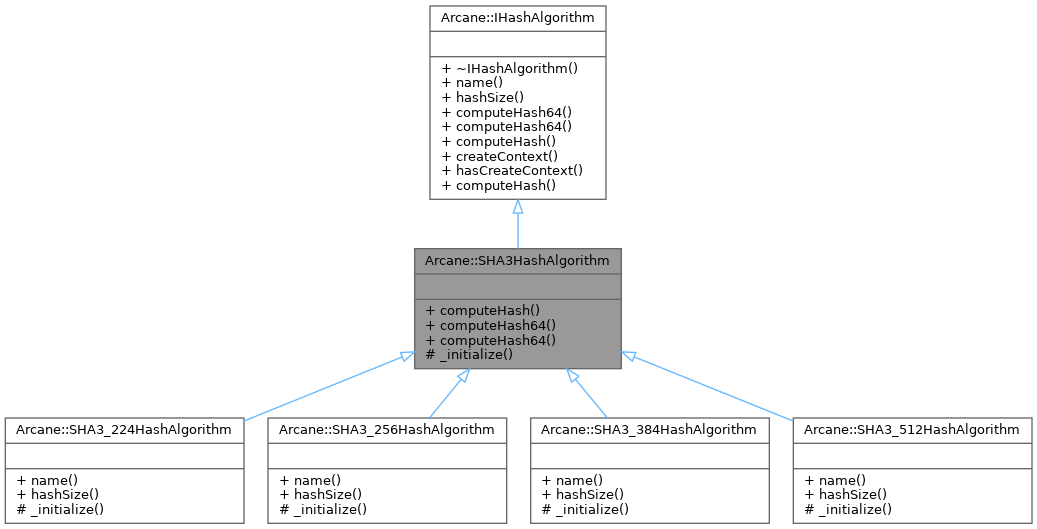 Arcane::IHashAlgorithm
+ ~IHashAlgorithm()
+ name()
+ hashSize()
+ computeHash64()
+ computeHash64()
+ computeHash()
+ createContext()
+ hasCreateContext()
+ computeHash()
Arcane::SHA3HashAlgorithm
+ computeHash()
+ computeHash64()
+ computeHash64()
# _initialize()
Arcane::SHA3_224HashAlgorithm
+ name()
+ hashSize()
# _initialize()
Arcane::SHA3_256HashAlgorithm
+ name()
+ hashSize()
# _initialize()
Arcane::SHA3_384HashAlgorithm
+ name()
+ hashSize()
# _initialize()
Arcane::SHA3_512HashAlgorithm
+ name()
+ hashSize()
# _initialize()